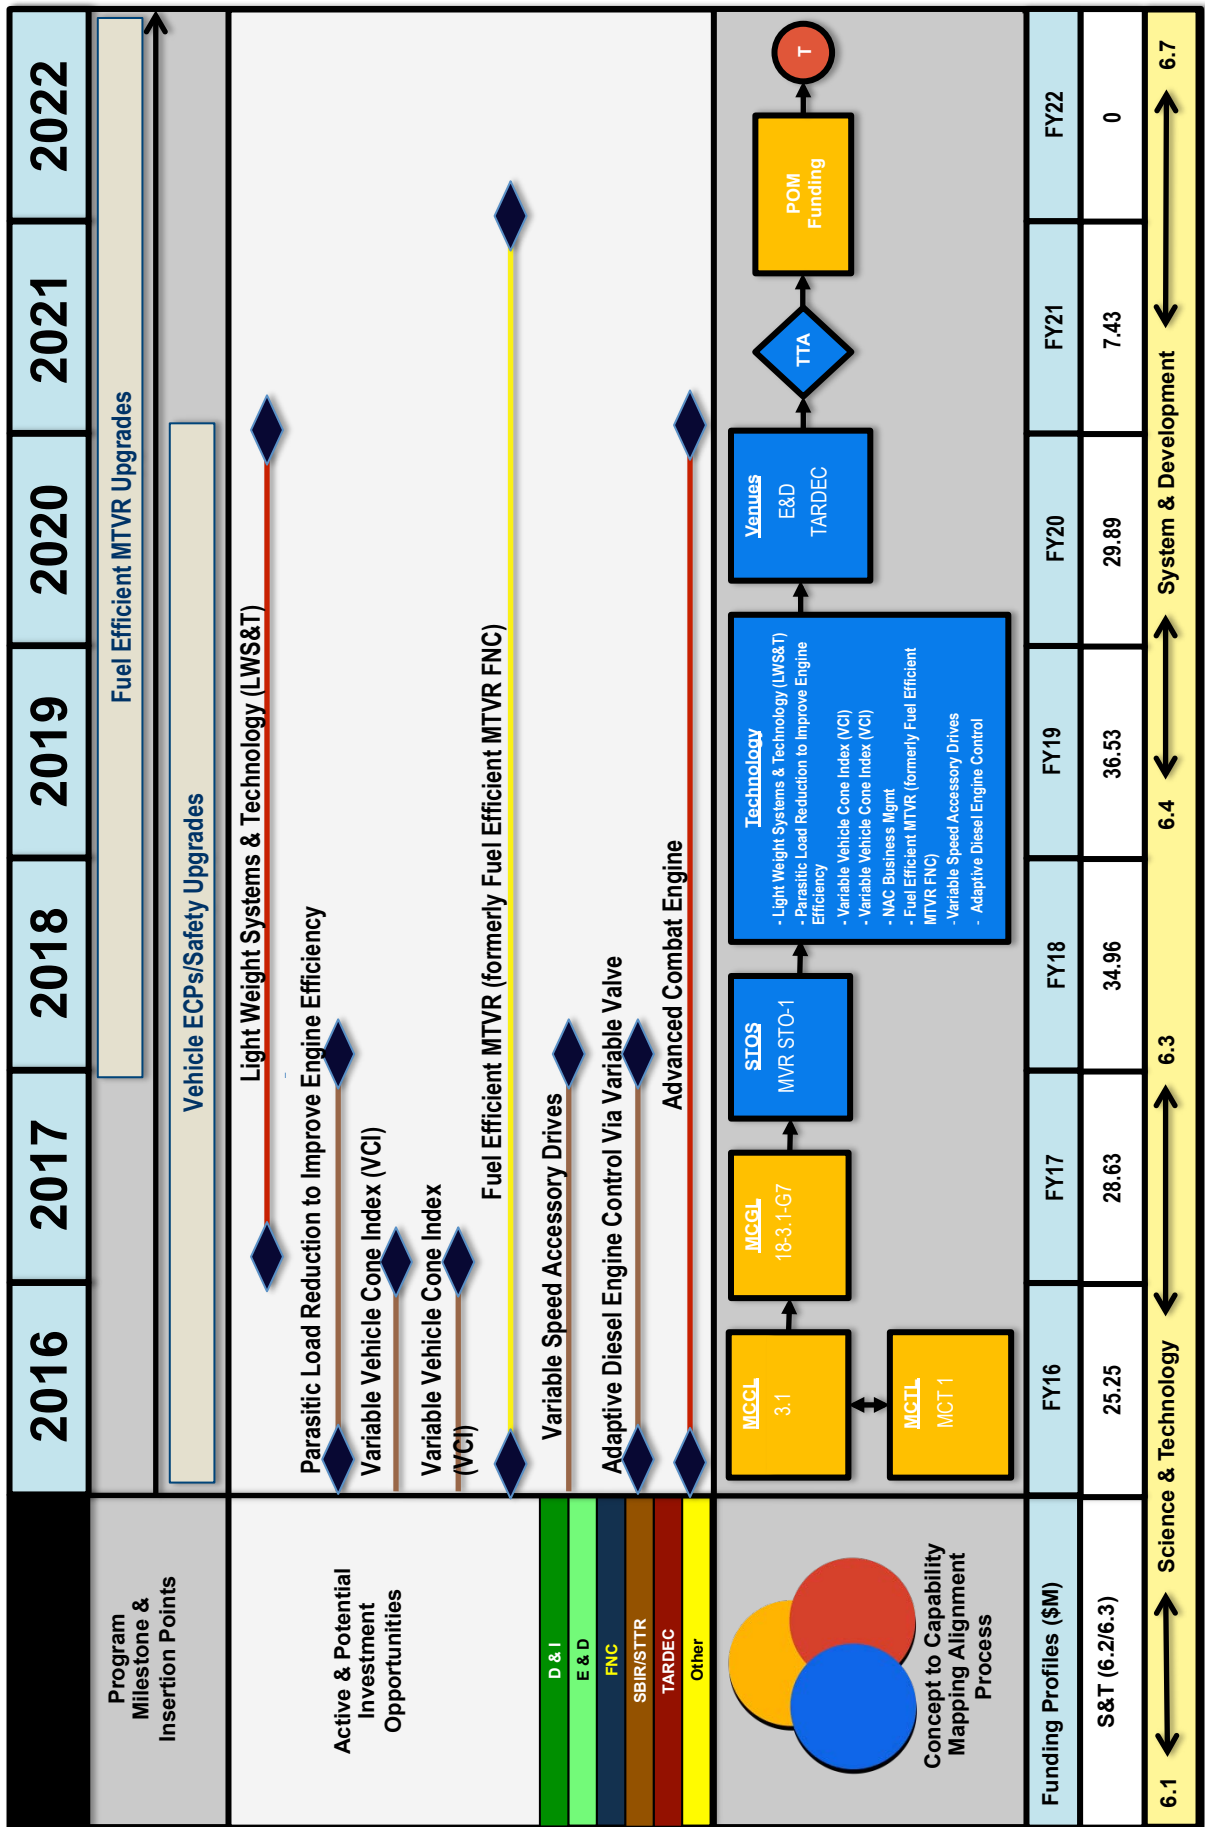 2016
2017
2018
2019
2020
2021
2022
Program
Milestone &
Insertion Points
Fuel Efficient MTVR Upgrades
Vehicle ECPs/Safety Upgrades
Active & Potential
Investment
Opportunities
D & I
E & D
FNC
SBIR/STTR
TARDEC
Other
Light Weight Systems & Technology (LWS&T)
Parasitic Load Reduction to Improve Engine Efficiency
Variable Vehicle Cone Index (VCI)
Variable Vehicle Cone Index
(VCI)
Fuel Efficient MTVR (formerly Fuel Efficient MTVR FNC)
Variable Speed Accessory Drives
Adaptive Diesel Engine Control Via Variable Valve
Advanced Combat Engine
Concept to Capability
Mapping Alignment
Process
MCCL
3.1
MCTL
MCT 1
MCGL
18-3.1-G7
STOS
MVR STO-1
Technology
- Light Weight Systems & Technology (LWS&T)
- Parasitic Load Reduction to Improve Engine
Efficiency
- Variable Vehicle Cone Index (VCI)
- Variable Vehicle Cone Index (VCI)
- NAC Business Mgmt
- Fuel Efficient MTVR (formerly Fuel Efficient
MTVR FNC)
- Variable Speed Accessory Drives
- Adaptive Diesel Engine Control
Venues
E&D
TARDEC
TTA
POM
Funding
T
Funding Profiles ($M)
FY16
FY17
FY18
FY19
FY20
FY21
FY22
S&T (6.2/6.3)
25.25
28.63
34.96
36.53
29.89
7.43
0
6.1
Science & Technology
6.3
6.4
System & Development
6.7